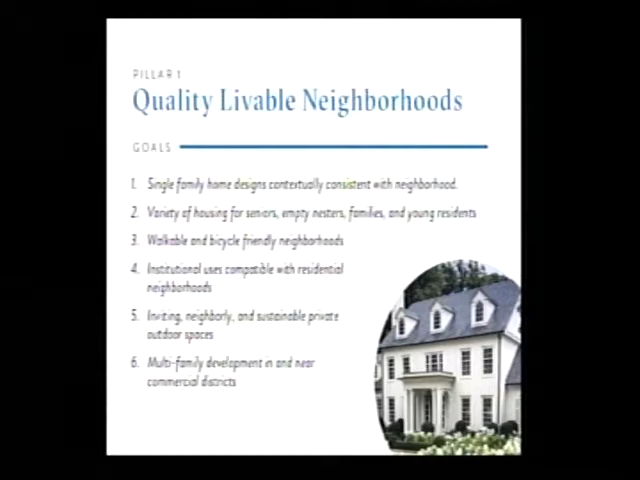 PILLAR 1
Quality Livable Neighborhoods
GOALS
1. Single family home designs contextually consistent with neighborhood.
2. Variety of housing for seniors, empty nesters, families, and young residents
3. Walkable and bicycle friendly neighborhoods
4. Institutional uses compatible with residential
neighborhoods
5. Inviting, neighborly, and sustainable private
outdoor spaces
6. Multi-family development in and near
commercial districts